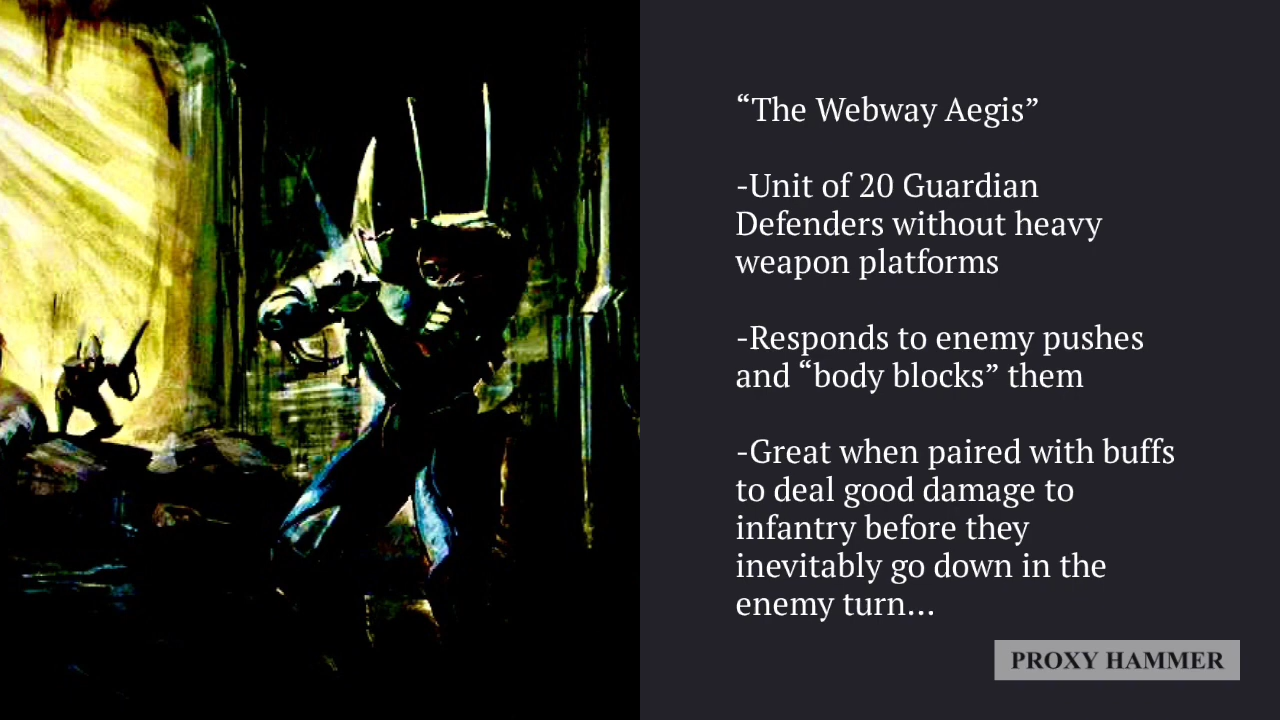 “The Webway Aegis”
-Unit of 20 Guardian
Defenders without heavy
weapon platforms
-Responds to enemy pushes
and “body blocks” them
-Great when paired with buffs
to deal good damage to
infantry before they
inevitably go down in the
enemy turn...
PROXY HAMMER